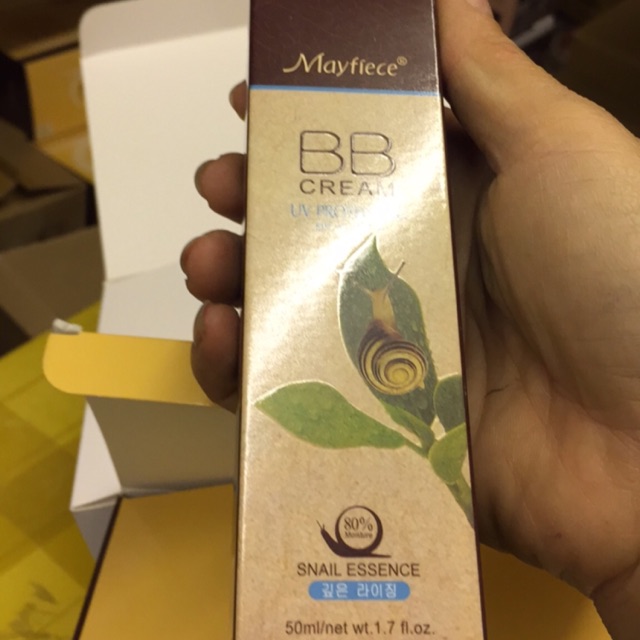 Mayfiece®
BB
CREAM
UV
80%
Moisture
SNAIL ESSENCE
깊은 라이징
50ml/net wt.1.7 fl.oz.